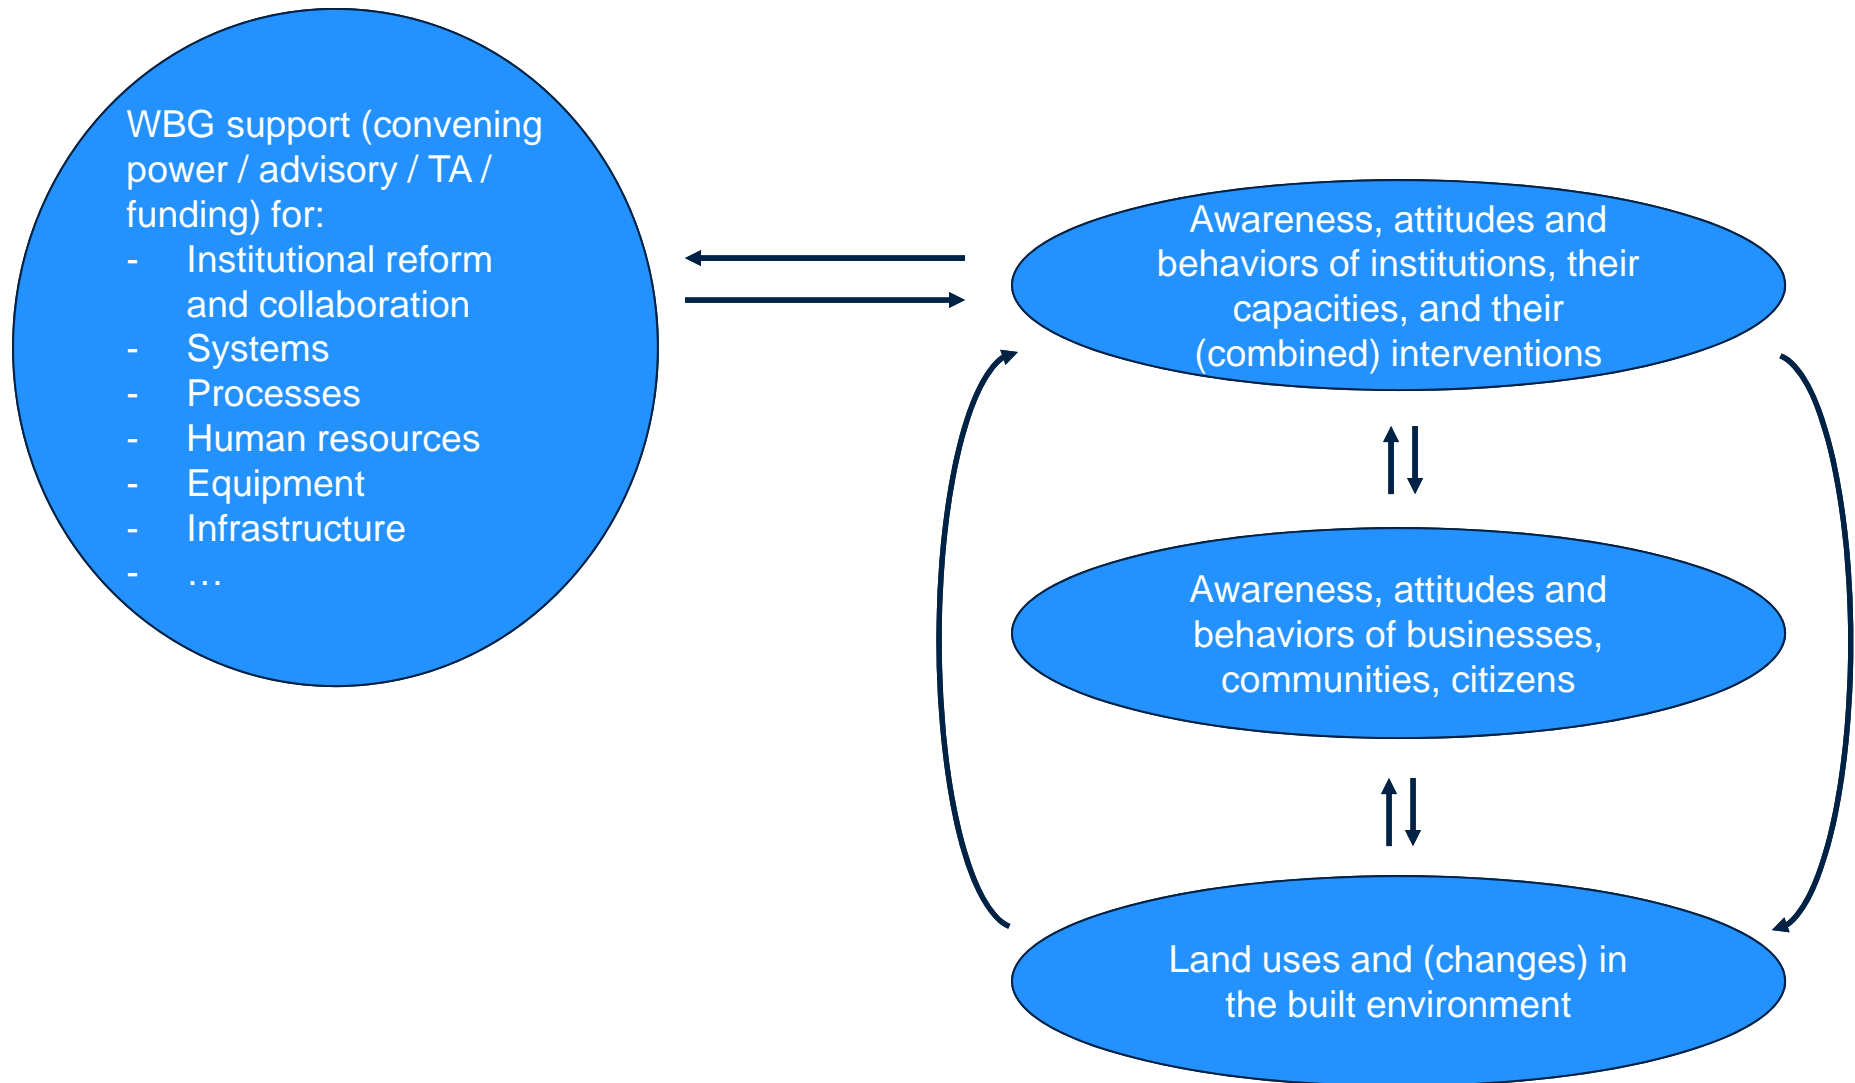 WBG support (convening
power / advisory / TA /
funding) for:
- Institutional reform
and collaboration
- Systems
- Processes
- Human resources
- Equipment
- Infrastructure
- …
Awareness, attitudes and
behaviors of institutions, their
capacities, and their
(combined) interventions
Awareness, attitudes and
behaviors of businesses,
communities, citizens
Land uses and (changes) in
the built environment